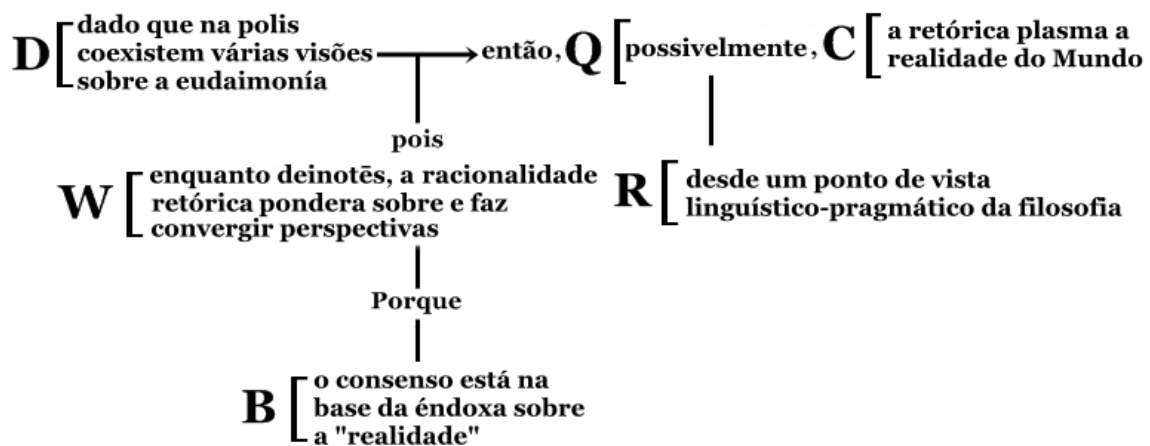 D dado que na polis
coexistem várias visões
sobre a eudaimonía
então, Q possivelmente, C a retórica plasma a
realidade do Mundo
pois
W enquanto deinotēs, a racionalidade
retórica pondera sobre e faz
convergir perspectivas
R desde um ponto de vista
linguístico-pragmático da filosofia
Porque
B o consenso está na
base da éndoxa sobre
a "realidade"